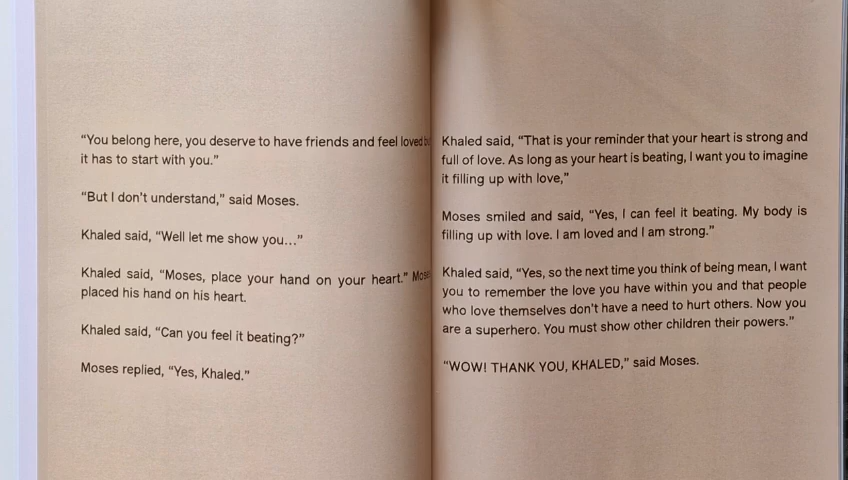 “You belong here, you deserve to have friends and feel loved
it has to start with you.”
“But I don't understand,” said Moses.
Khaled said, “Well let me show you...”
Khaled said, “Moses, place your hand on your heart.”
placed his hand on his heart.
Khaled said, “Can you feel it beating?”
Moses replied, “Yes, Khaled.”
Khaled said, “That is your reminder that your heart is strong and
full of love. As long as your heart is beating, I want you to imagine
it filling up with love,”
Moses smiled and said, “Yes, I can feel it beating. My body is
filling up with love. I am loved and I am strong.”
Khaled said, “Yes, so the next time you think of being mean, I want
you to remember the love you have within you and that people
who love themselves don't have a need to hurt others. Now you
are a superhero. You must show other children their powers.”
“WOW! THANK YOU, KHALED,” said Moses.